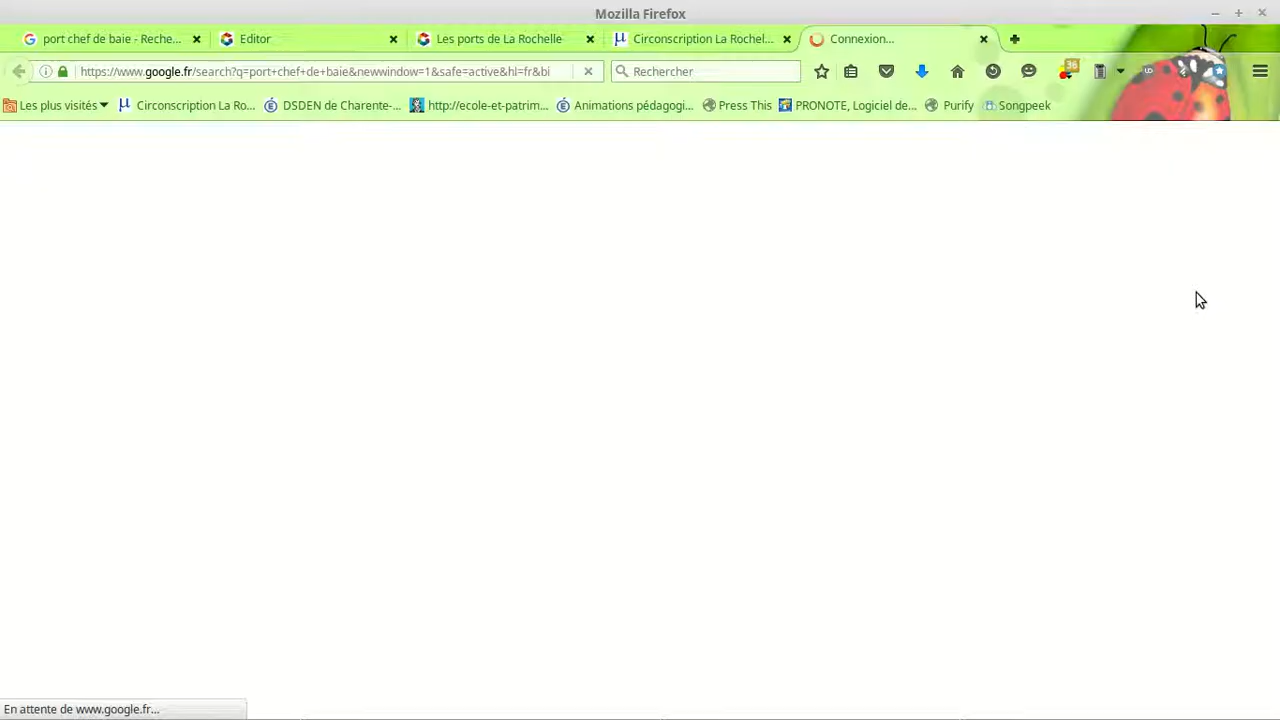 Mozilla Firefox
port chef de baie - Reche...
Editor
Les ports de La Rochelle
Circonscription La Rochel...
Connexion...
https://www.google.fr/search?q=port+chef+de+baie&newwindow=1&safe=active&hl=fr&bi
Rechercher
36
Les plus visités
Circonscription La Ro...
DSDEN de Charente-...
http://ecole-et-patrim...
Animations pédagogi...
Press This
PRONOTE, Logiciel de...
Purify
Songpeek
En attente de www.google.fr...